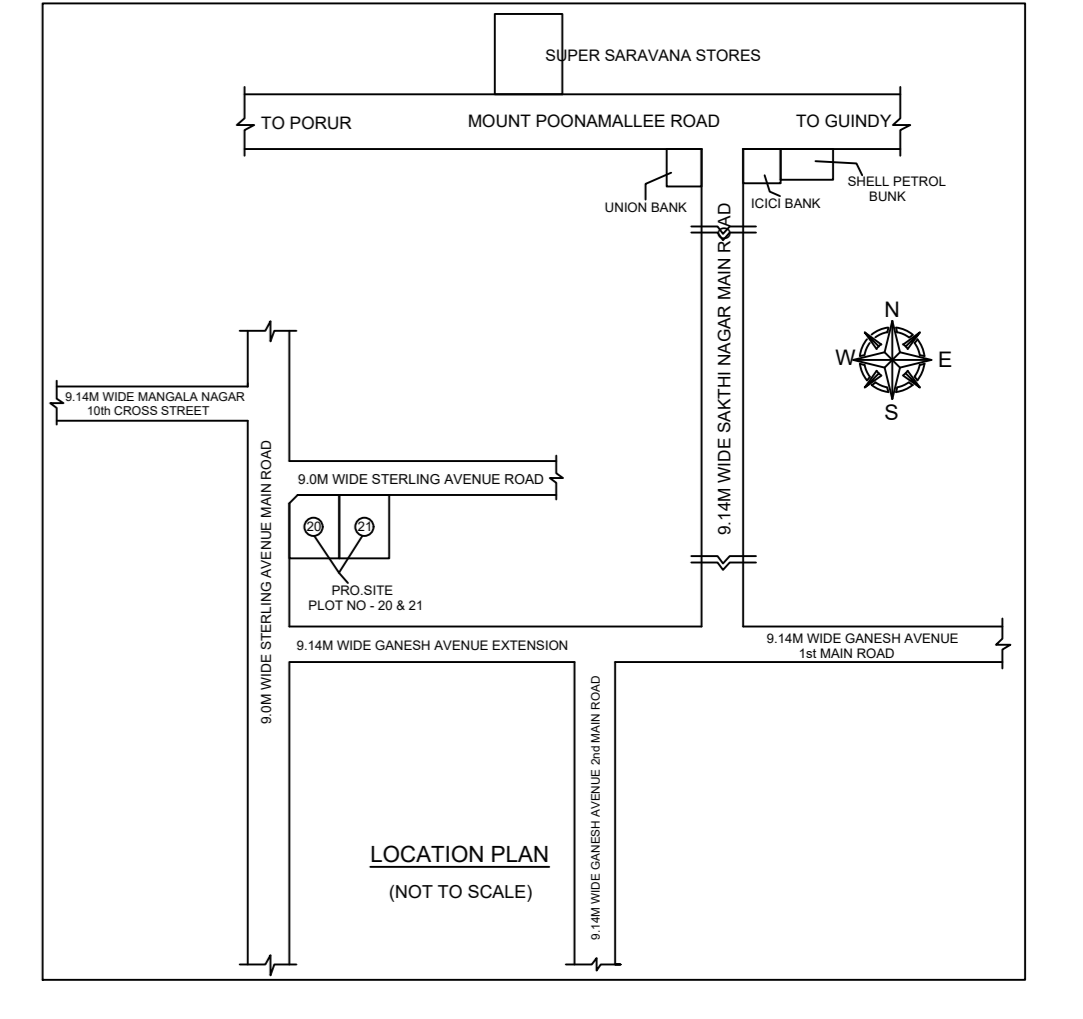 SUPER SARAVANA STORES
TO PORUR
MOUNT POONAMALLEE ROAD
TO GUINDY
UNION BANK
ICICI BANK
SHELL PETROL
BUNK
9.14M WIDE SAKTHI NAGAR MAIN ROAD
N
W
E
S
9.14M WIDE MANGALA NAGAR
10th CROSS STREET
9.0M WIDE STERLING AVENUE MAIN ROAD
9.0M WIDE STERLING AVENUE ROAD
20
21
PRO.SITE
PLOT NO - 20 & 21
9.14M WIDE GANESH AVENUE EXTENSION
9.14M WIDE GANESH AVENUE
1st MAIN ROAD
9.14M WIDE GANESH AVENUE 2nd MAIN ROAD
LOCATION PLAN
(NOT TO SCALE)